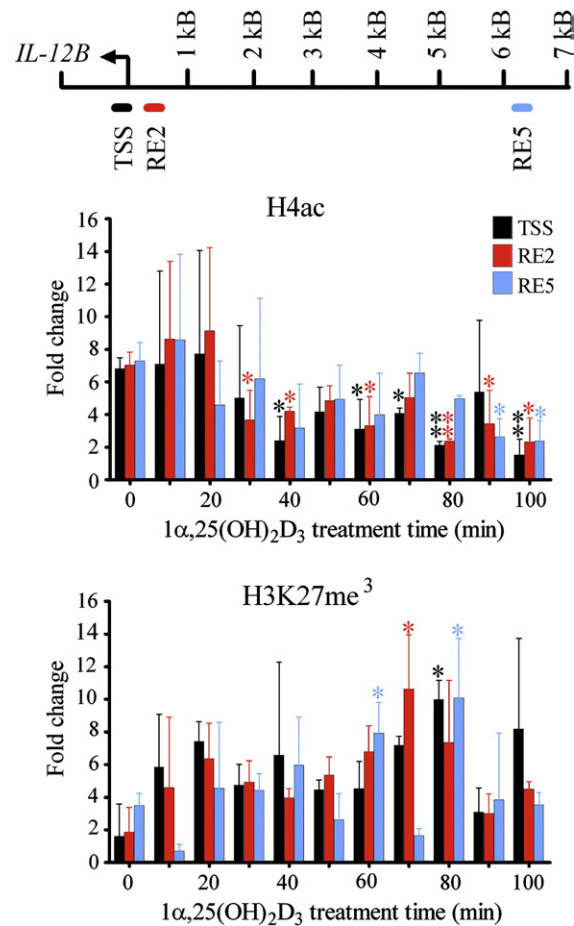 1 kB 2 kB 3 kB 4 kB 5 kB 6 kB 7 kB
IL-12B
TSS RE2 RE5
H4ac
16
14
12
10
8
6
4
2
0
Fold change
TSS
RE2
RE5
* * * * * * * ** ** * * ** * *
0 20 40 60 80 100
1α,25(OH)₂D₃ treatment time (min)
H3K27me³
16
14
12
10
8
6
4
2
0
Fold change
* * * *
0 20 40 60 80 100
1α,25(OH)₂D₃ treatment time (min)